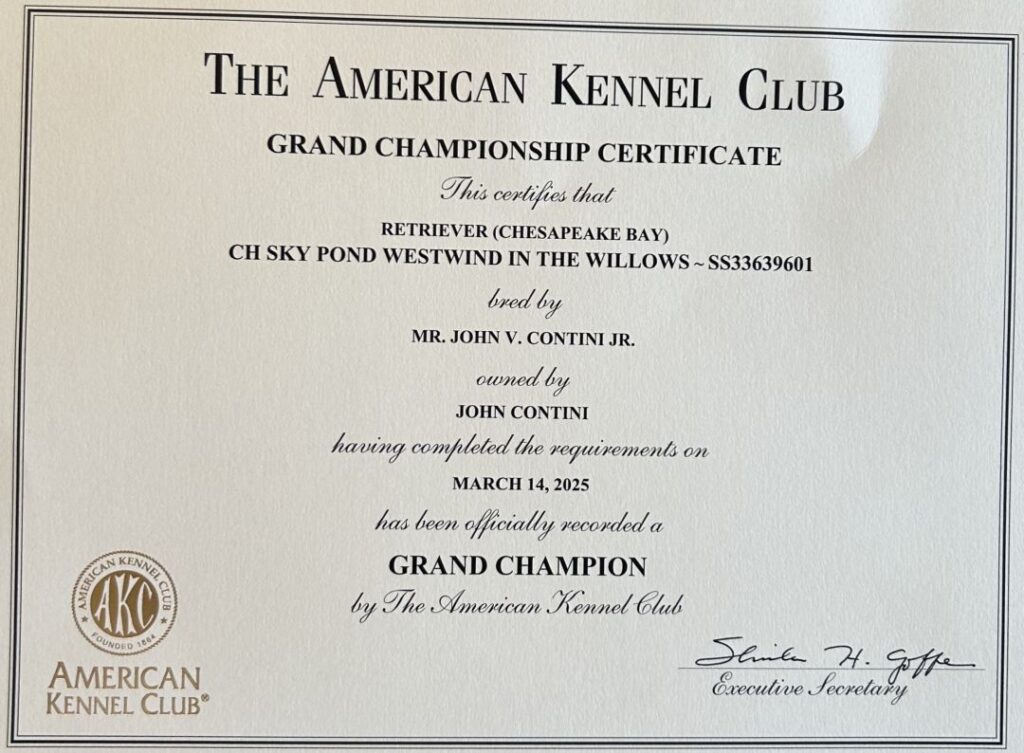 THE AMERICAN KENNEL CLUB
GRAND CHAMPIONSHIP CERTIFICATE
This certifies that
RETRIEVER (CHESAPEAKE BAY)
CH SKY POND WESTWIND IN THE WILLOWS ~ SS33639601
bred by
MR. JOHN V. CONTINI JR.
owned by
JOHN CONTINI
having completed the requirements on
MARCH 14, 2025
has been officially recorded a
GRAND CHAMPION
by The American Kennel Club
AMERICAN KENNEL CLUB
AKC
FOUNDED 1884
AMERICAN
KENNEL CLUB®
H.
Executive Secretary